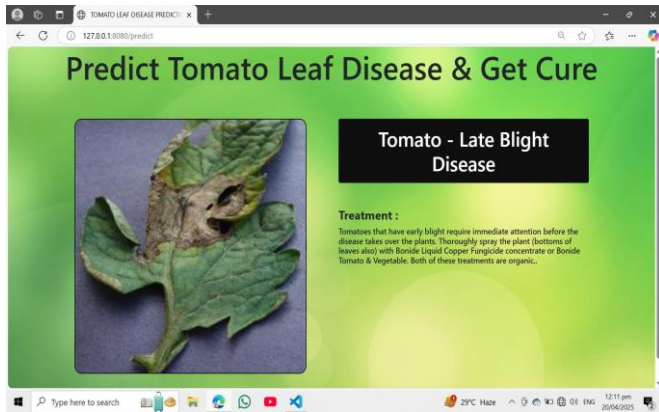 TOMATO LEAF DISEASE PREDICTI
127.0.0.1:8080/predict
Predict Tomato Leaf Disease & Get Cure
Tomato - Late Blight
Disease
Treatment :
Tomatoes that have early blight require immediate attention before the
disease takes over the plants. Thoroughly spray the plant (bottoms of
leaves also) with Bonide Liquid Copper Fungicide concentrate or Bonide
Tomato & Vegetable. Both of these treatments are organic..
Type here to search
29°C Haze
ENG
12:11 pm
20/04/2025